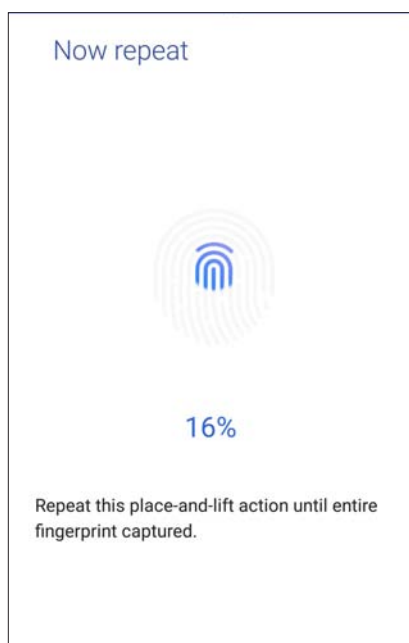 Now repeat
16%
Repeat this place-and-lift action until entire
fingerprint captured.